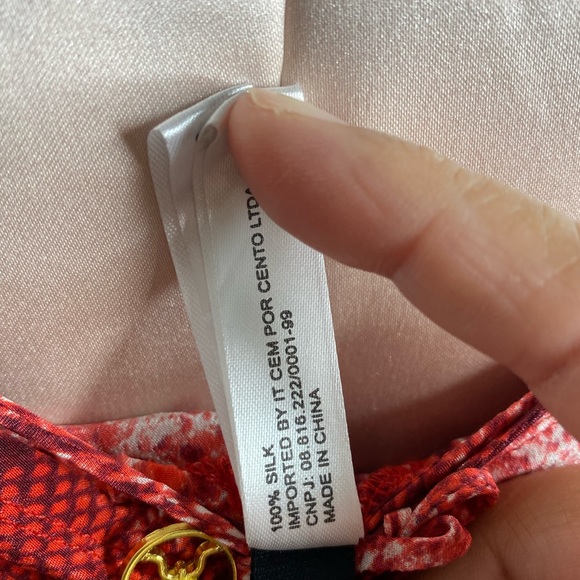 100% SILK
IMPORTED BY IT CEM POR CENTO LTDA
CNPJ: 08.816.222/0001-99
MADE IN CHINA